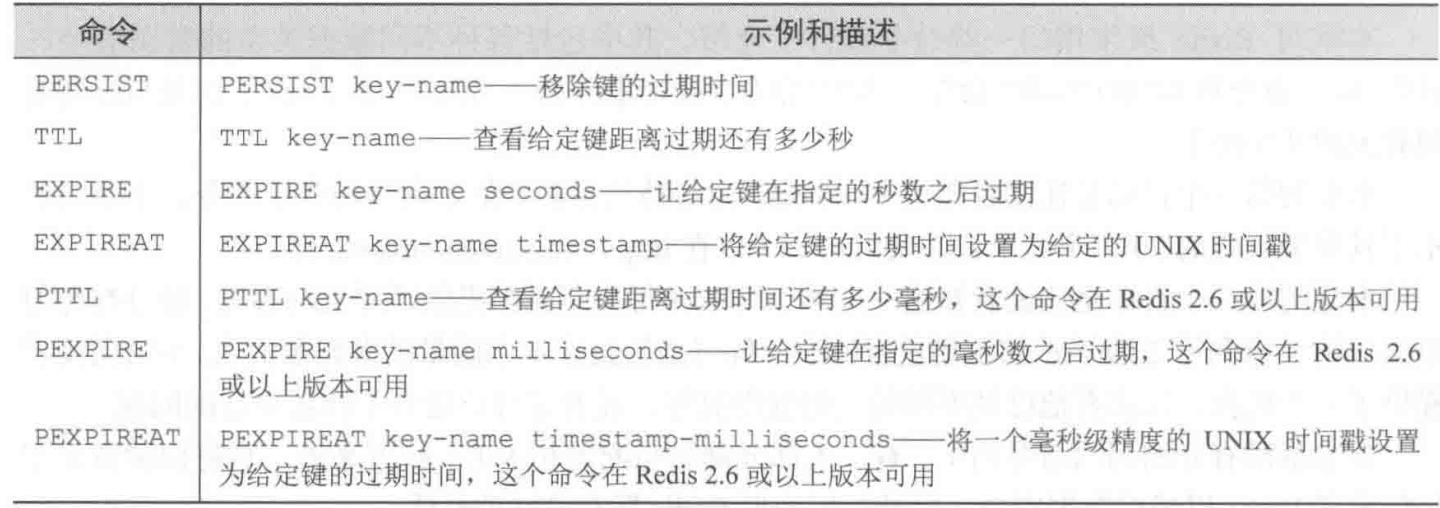 命令 示例和描述
PERSIST PERSIST key-name——移除键的过期时间
TTL TTL key-name——查看给定键距离过期还有多少秒
EXPIRE EXPIRE key-name seconds——让给定键在指定的秒数之后过期
EXPIREAT EXPIREAT key-name timestamp——将给定键的过期时间设置为给定的 UNIX 时间戳
PTTL PTTL key-name——查看给定键距离过期时间还有多少毫秒，这个命令在 Redis 2.6 或以上版本可用
PEXPIRE PEXPIRE key-name milliseconds——让给定键在指定的毫秒数之后过期，这个命令在 Redis 2.6
或以上版本可用
PEXPIREAT PEXPIREAT key-name timestamp-milliseconds——将一个毫秒级精度的 UNIX 时间戳设置
为给定键的过期时间，这个命令在 Redis 2.6 或以上版本可用